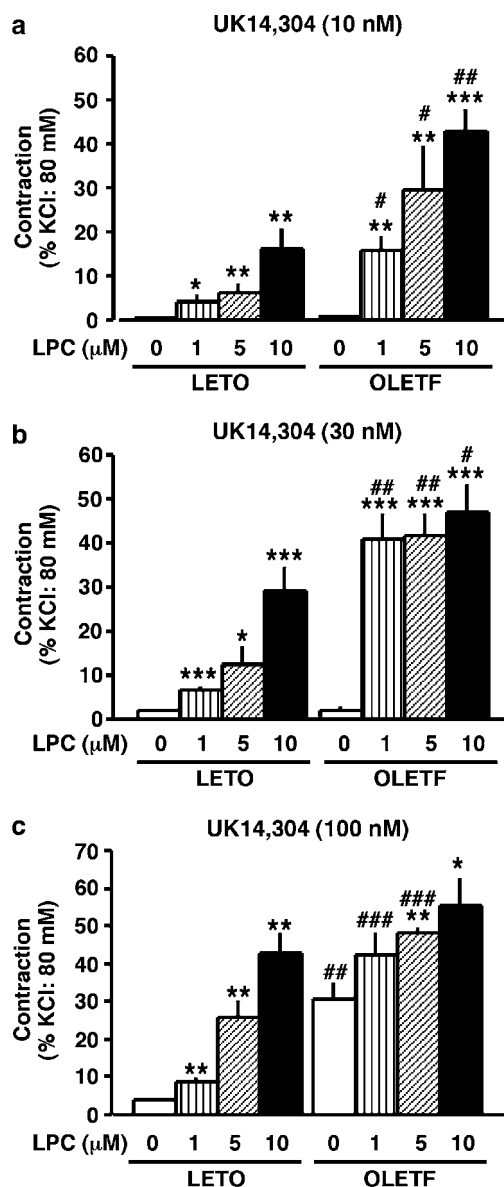 a
UK14,304 (10 nM)
Contraction
(% KCl: 80 mM)
60
50
40
30
20
10
0
* ** ** # ** # ** ## ***
LPC (μM) 0 1 5 10 0 1 5 10
LETO OLETF
b
UK14,304 (30 nM)
Contraction
(% KCl: 80 mM)
60
50
40
30
20
10
0
*** * *** ## *** ## *** # ***
LPC (μM) 0 1 5 10 0 1 5 10
LETO OLETF
c
UK14,304 (100 nM)
Contraction
(% KCl: 80 mM)
70
60
50
40
30
20
10
0
** ** ** ## ### ### ** *
LPC (μM) 0 1 5 10 0 1 5 10
LETO OLETF